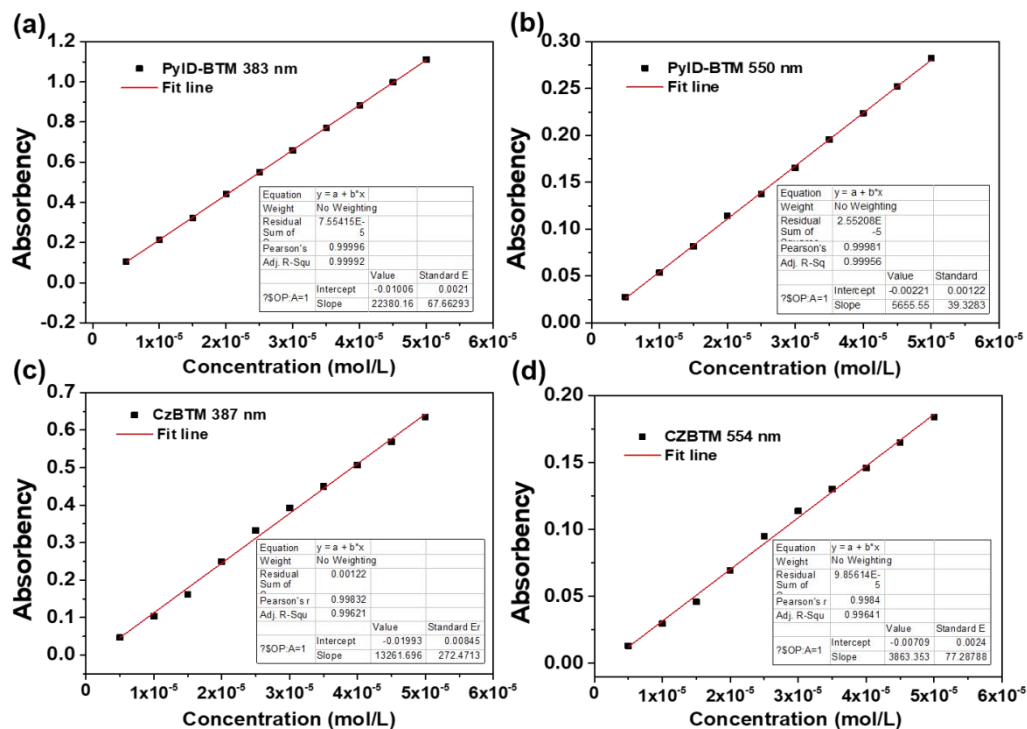 (a)
1.2
1.0
0.8
0.6
0.4
0.2
0.0
-0.2
Absorbency
PyID-BTM 383 nm
Fit line
Equation y = a + b*x
Weight No Weighting
Residual 7.55415E-
Sum of 5
Pearson's 0.99996
Adj. R-Squ 0.99992
Value Standard E
Intercept -0.01006 0.0021
?$OP:A=1
Slope 22380.16 67.66293
0 1x10-5 2x10-5 3x10-5 4x10-5 5x10-5 6x10-5
Concentration (mol/L)
(b)
0.30
0.25
0.20
0.15
0.10
0.05
0.00
Absorbency
PyID-BTM 550 nm
Fit line
Equation y = a + b*x
Weight No Weighting
Residual 2.55208E
Sum of -5
Pearson's 0.99981
Adj. R-Sq 0.99956
Value Standard
Intercept -0.00221 0.00122
?$OP:A=1
Slope 5655.55 39.3283
0 1x10-5 2x10-5 3x10-5 4x10-5 5x10-5 6x10-5
Concentration (mol/L)
(c)
0.7
0.6
0.5
0.4
0.3
0.2
0.1
0.0
Absorbency
CzBTM 387 nm
Fit line
Equation y = a + b*x
Weight No Weighting
Residual 0.00122
Sum of
Pearson's r 0.99832
Adj. R-Squ 0.99621
Value Standard Er
Intercept -0.01993 0.00845
?$OP:A=1
Slope 13261.696 272.4713
0 1x10-5 2x10-5 3x10-5 4x10-5 5x10-5 6x10-5
Concentration (mol/L)
(d)
0.20
0.15
0.10
0.05
0.00
Absorbency
CZBTM 554 nm
Fit line
Equation y = a + b*x
Weight No Weighting
Residual 9.85614E-
Sum of 5
Pearson's r 0.9984
Adj. R-Squ 0.99641
Value Standard E
Intercept -0.00709 0.0024
?$OP:A=1
Slope 3863.353 77.28788
0 1x10-5 2x10-5 3x10-5 4x10-5 5x10-5 6x10-5
Concentration (mol/L)